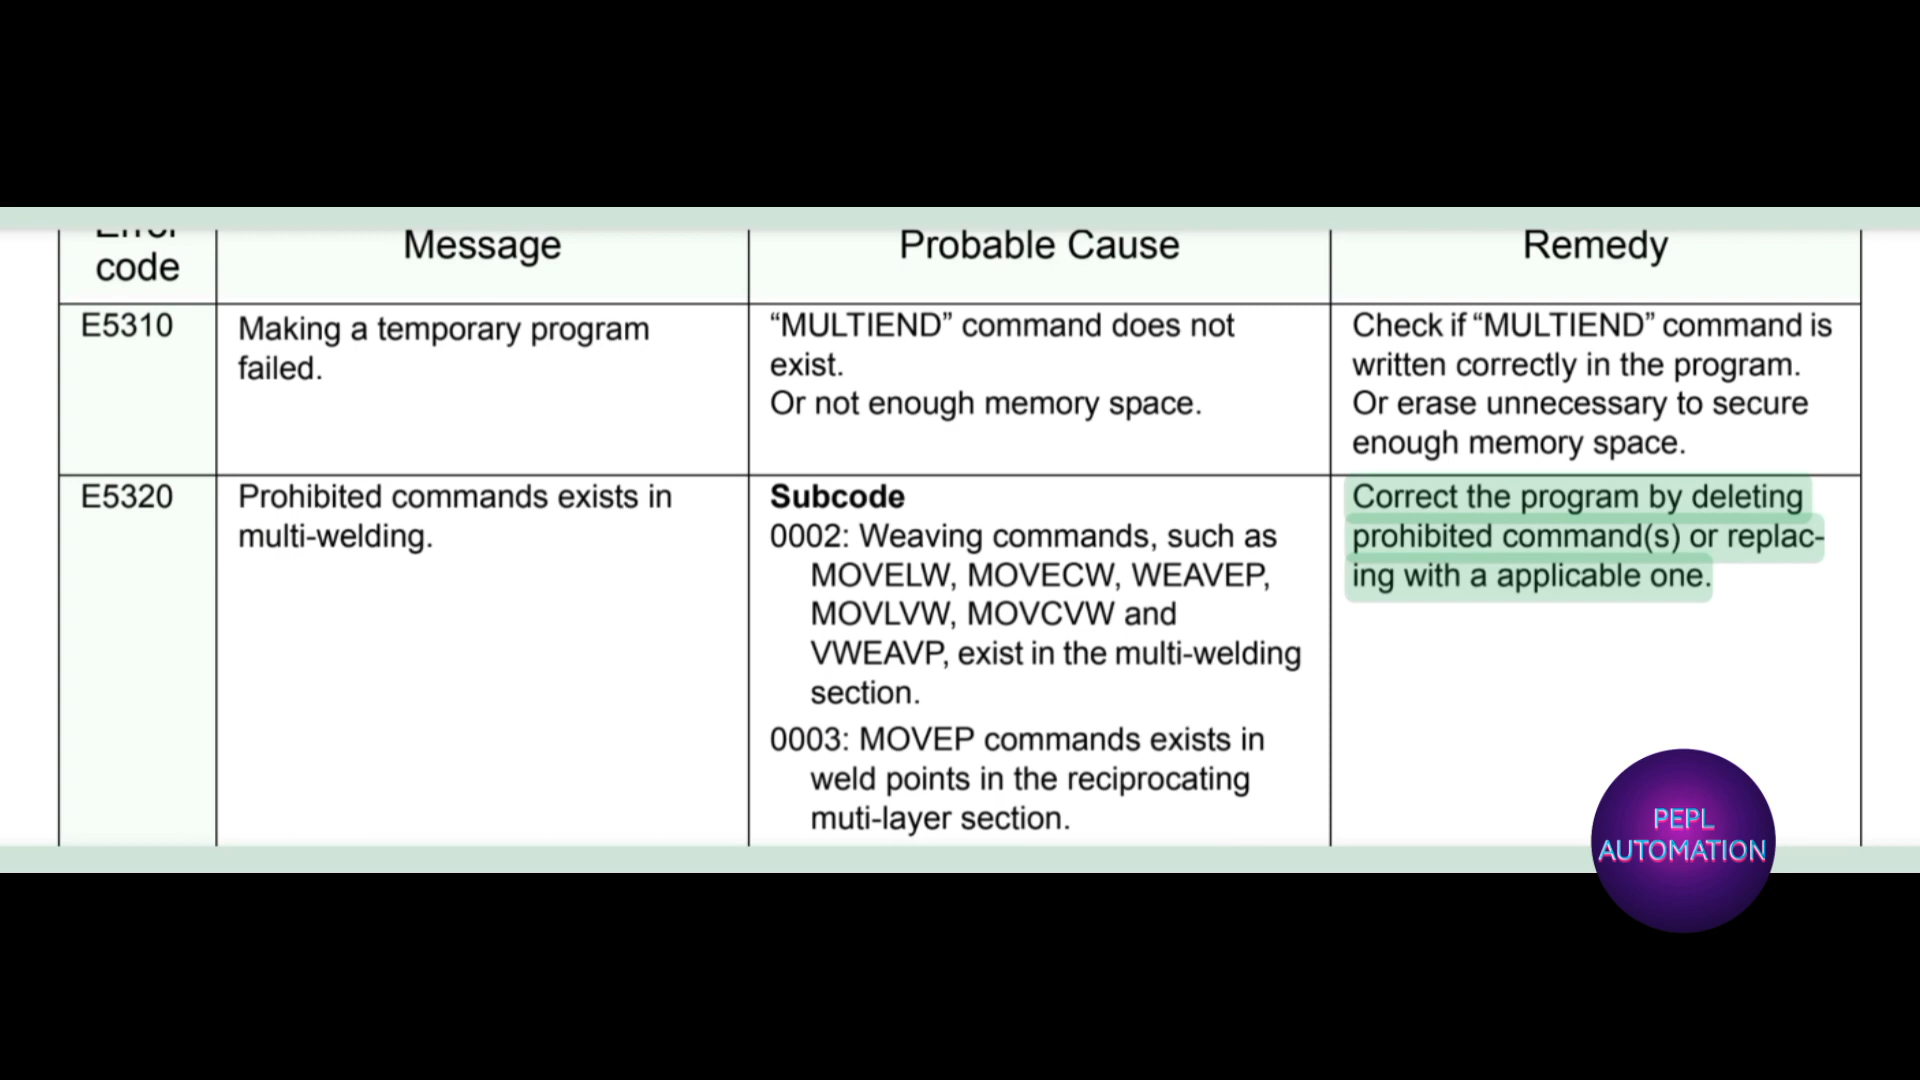 Error
code
Message
Probable Cause
Remedy
E5310
Making a temporary program
failed.
“MULTIEND” command does not
exist.
Or not enough memory space.
Check if “MULTIEND” command is
written correctly in the program.
Or erase unnecessary to secure
enough memory space.
E5320
Prohibited commands exists in
multi-welding.
Subcode
0002: Weaving commands, such as
MOVELW, MOVECW, WEAVEP,
MOVLVW, MOVCVW and
VWEAVP, exist in the multi-welding
section.
0003: MOVEP commands exists in
weld points in the reciprocating
muti-layer section.
Correct the program by deleting
prohibited command(s) or replac-
ing with a applicable one.
PEPL
AUTOMATION